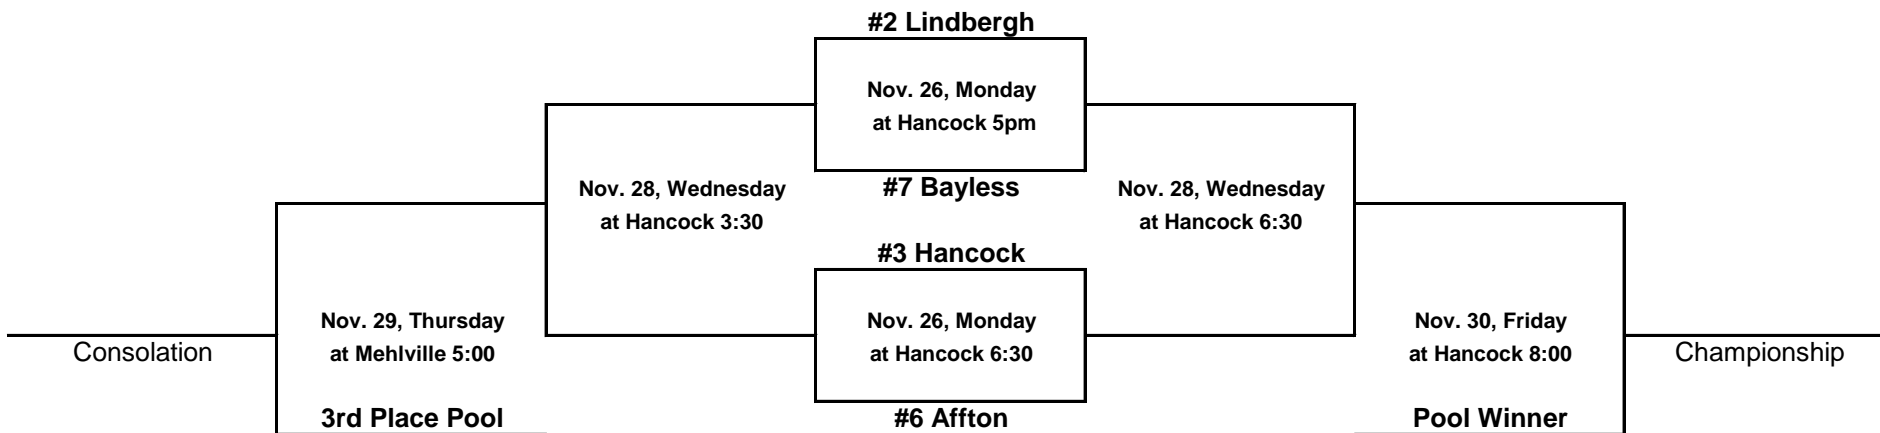 #2 Lindbergh
Nov. 26, Monday
at Hancock 5pm
#7 Bayless
Nov. 28, Wednesday
at Hancock 3:30
Nov. 28, Wednesday
at Hancock 6:30
#3 Hancock
Nov. 29, Thursday
at Mehlville 5:00
Nov. 26, Monday
at Hancock 6:30
Nov. 30, Friday
at Hancock 8:00
Consolation
Championship
3rd Place Pool
#6 Affton
Pool Winner